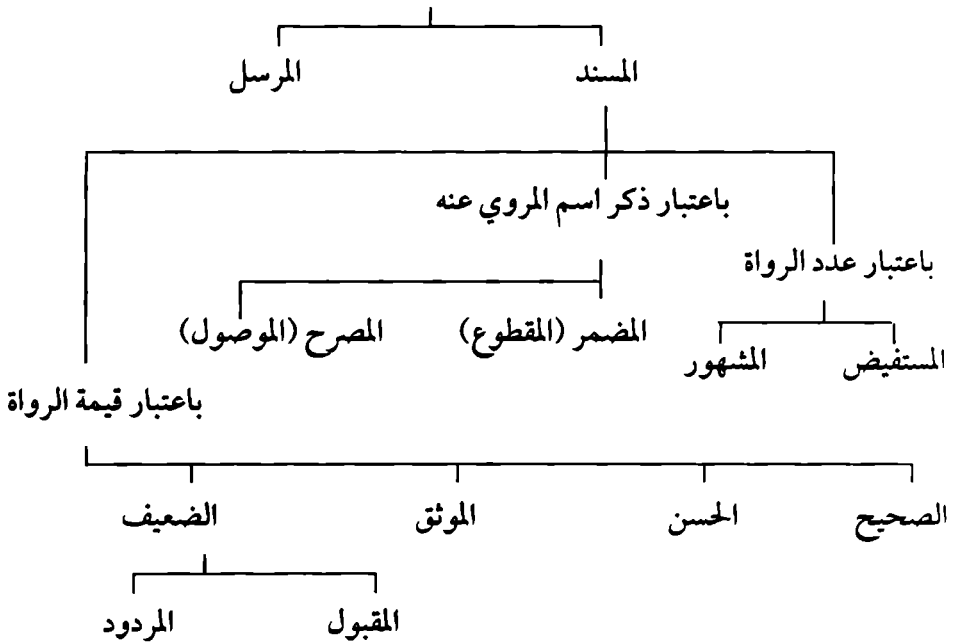 المسند المرسل
باعتبار ذكر اسم المروي عنه
باعتبار عدد الرواة
المضمر (المقطوع) المصرح (الموصول)
المستفيض المشهور
باعتبار قيمة الرواة
الصحيح الحسن الموثق الضعيف
المقبول المردود